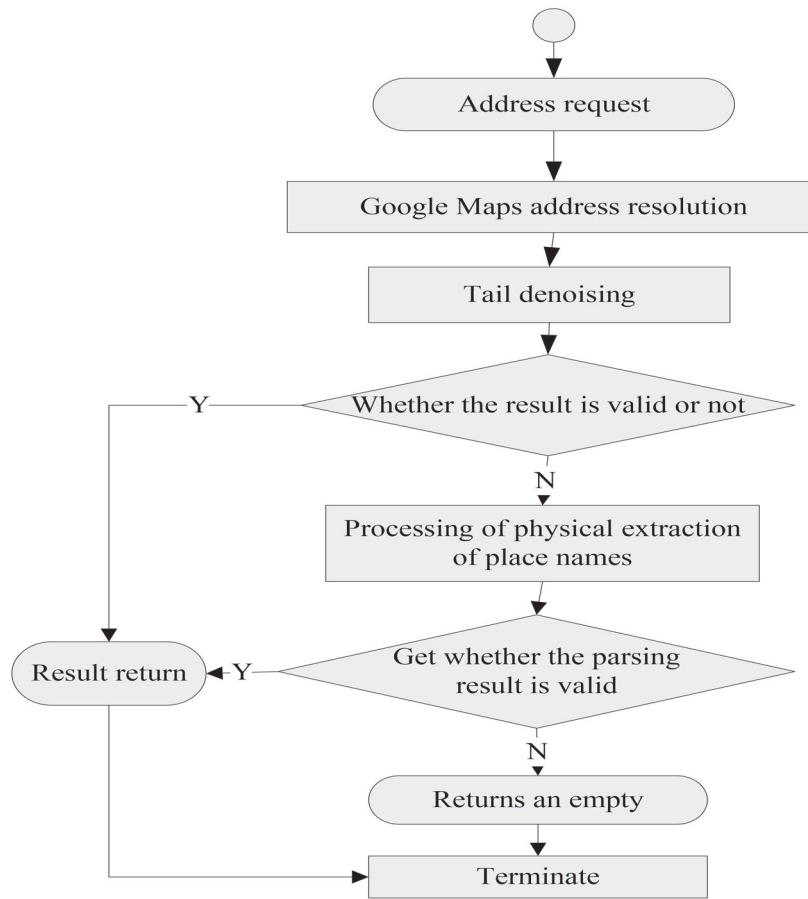 Address request
Google Maps address resolution
Tail denoising
Y
Whether the result is valid or not
N
Processing of physical extraction
of place names
Result return
Y
Get whether the parsing
result is valid
N
Returns an empty
Terminate